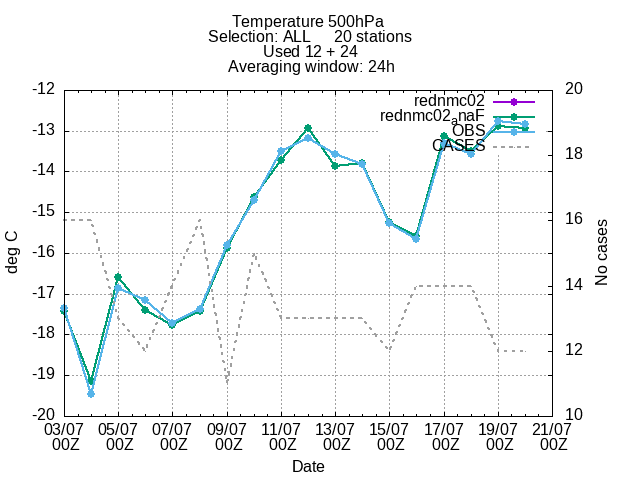 Temperature 500hPa
Selection: ALL 20 stations
Used 12 + 24
Averaging window: 24h
-12
-13
-14
-15
-16
-17
-18
-19
-20
deg C
20
18
16
14
12
10
No cases
rednmc02
rednmc02anaF
OBS
CASES
03/07 05/07 07/07 09/07 11/07 13/07 15/07 17/07 19/07 21/07
00Z 00Z 00Z 00Z 00Z 00Z 00Z 00Z 00Z 00Z
Date